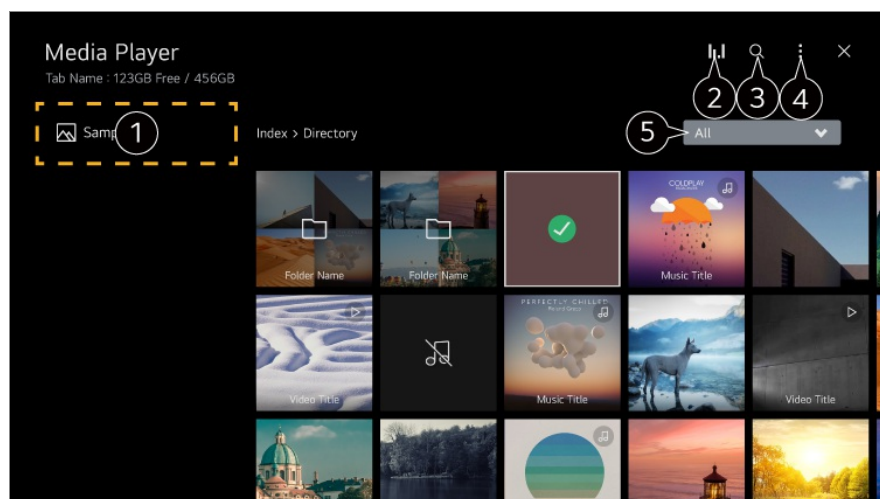 Media Player
Tab Name : 123GB Free / 456GB
2
3
4
1
Index > Directory
5
All
Folder Name
Folder Name
COLDPLAY
Music Title
Video Title
PERFECTLY CHILLED
Music Title
Video Title